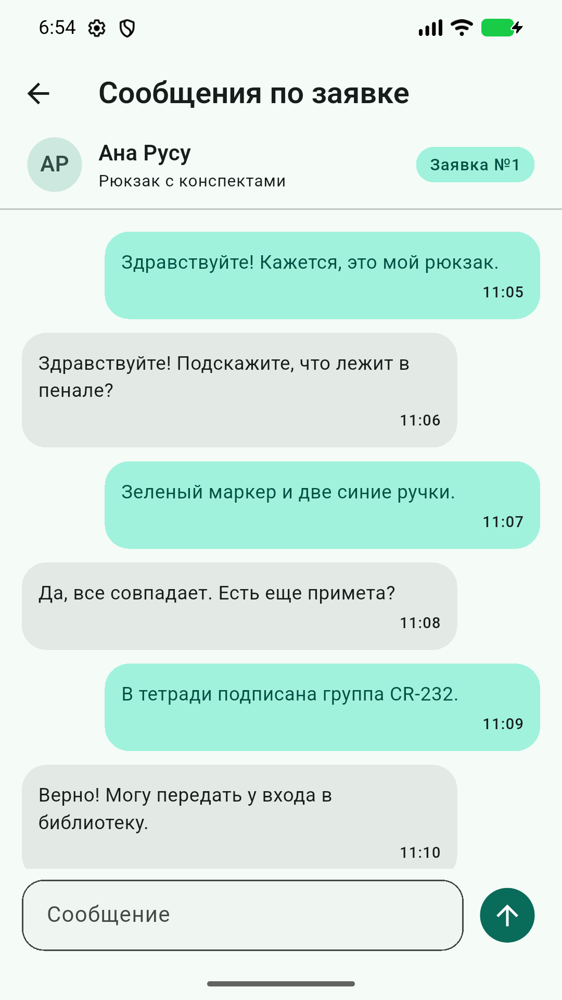 6:54
Сообщения по заявке
АР
Ана Русу
Рюкзак с конспектами
Заявка №1
Здравствуйте! Кажется, это мой рюкзак.
11:05
Здравствуйте! Подскажите, что лежит в
пенале?
11:06
Зеленый маркер и две синие ручки.
11:07
Да, все совпадает. Есть еще примета?
11:08
В тетради подписана группа CR-232.
11:09
Верно! Могу передать у входа в
библиотеку.
11:10
Сообщение